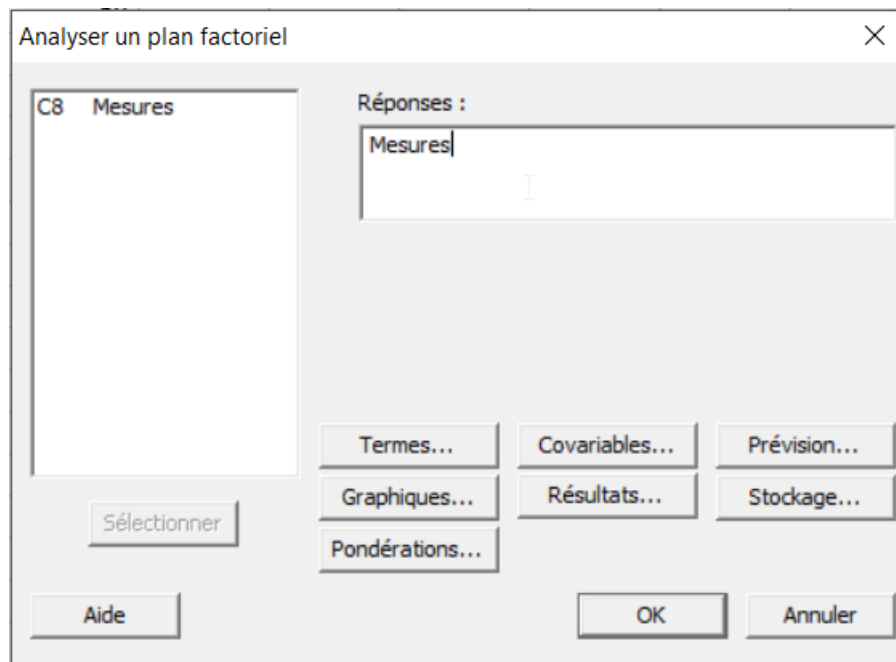 Analyser un plan factoriel
C8 Mesures
Réponses :
Mesures
Termes... Covariables... Prévision...
Graphiques... Résultats... Stockage...
Sélectionner
Pondérations...
Aide OK Annuler